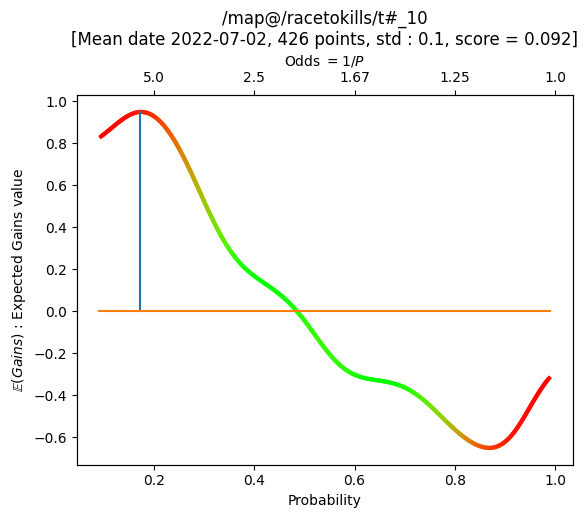 /map@/racetokills/t#_10
[Mean date 2022-07-02, 426 points, std : 0.1, score = 0.092]
Odds = 1/P
5.0 2.5 1.67 1.25 1.0
1.0
0.8
0.6
0.4
0.2
0.0
−0.2
−0.4
−0.6
𝔼(Gains) : Expected Gains value
0.2 0.4 0.6 0.8 1.0
Probability